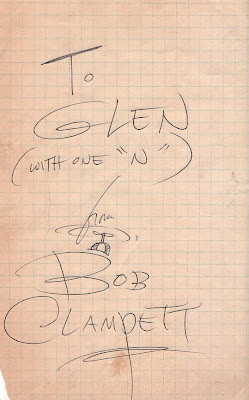 To
GLEN
(WITH ONE "N")
from
BOB
CLAMPETT